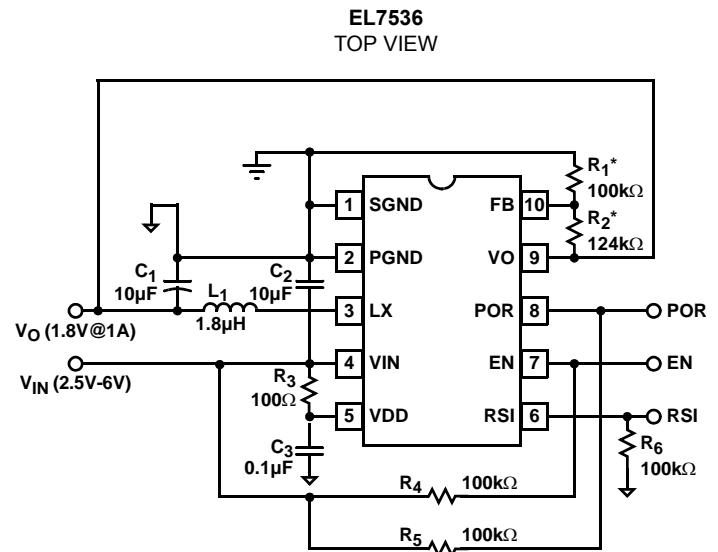 EL7536
TOP VIEW
R1*
100kΩ
1 SGND
FB 10
R2*
124kΩ
2 PGND
VO 9
C1
10µF
L1
1.8µH
C2
10µF
3 LX
POR 8
POR
VO (1.8V@1A)
4 VIN
EN 7
EN
VIN (2.5V-6V)
R3
100Ω
5 VDD
RSI 6
RSI
C3
0.1µF
R6
100kΩ
R4 100kΩ
R5 100kΩ